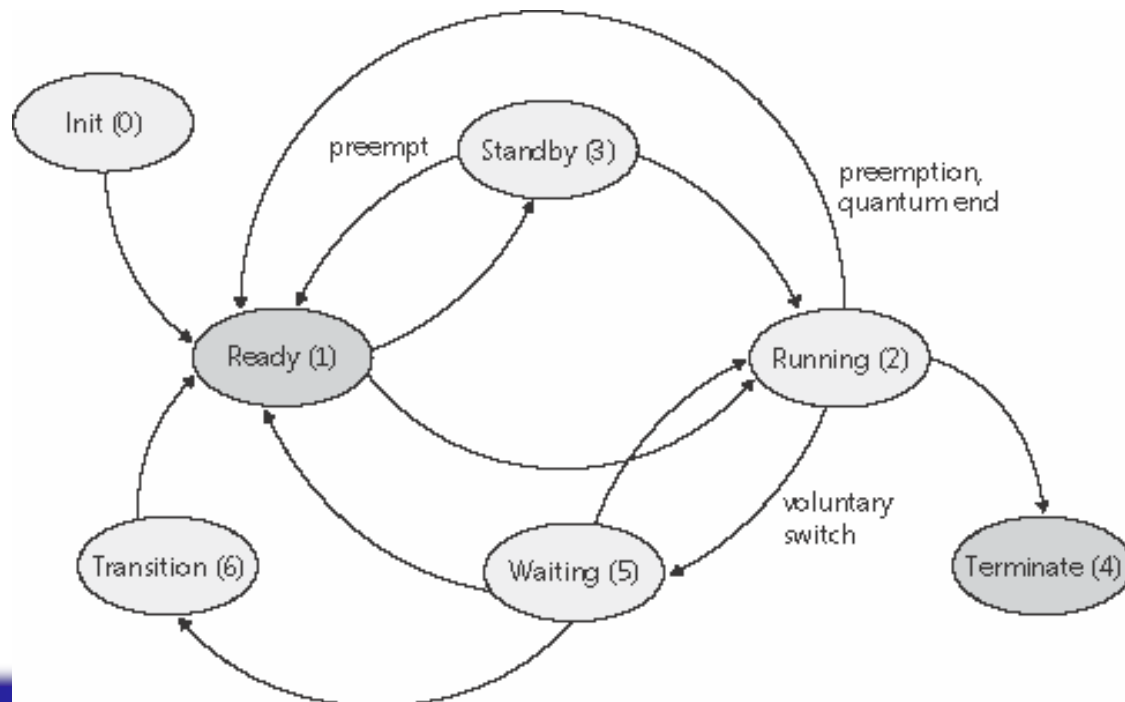 Init (0)
preempt
Standby (3)
preemption,
quantum end
Ready (1)
Running (2)
voluntary
switch
Transition (6)
Waiting (5)
Terminate (4)